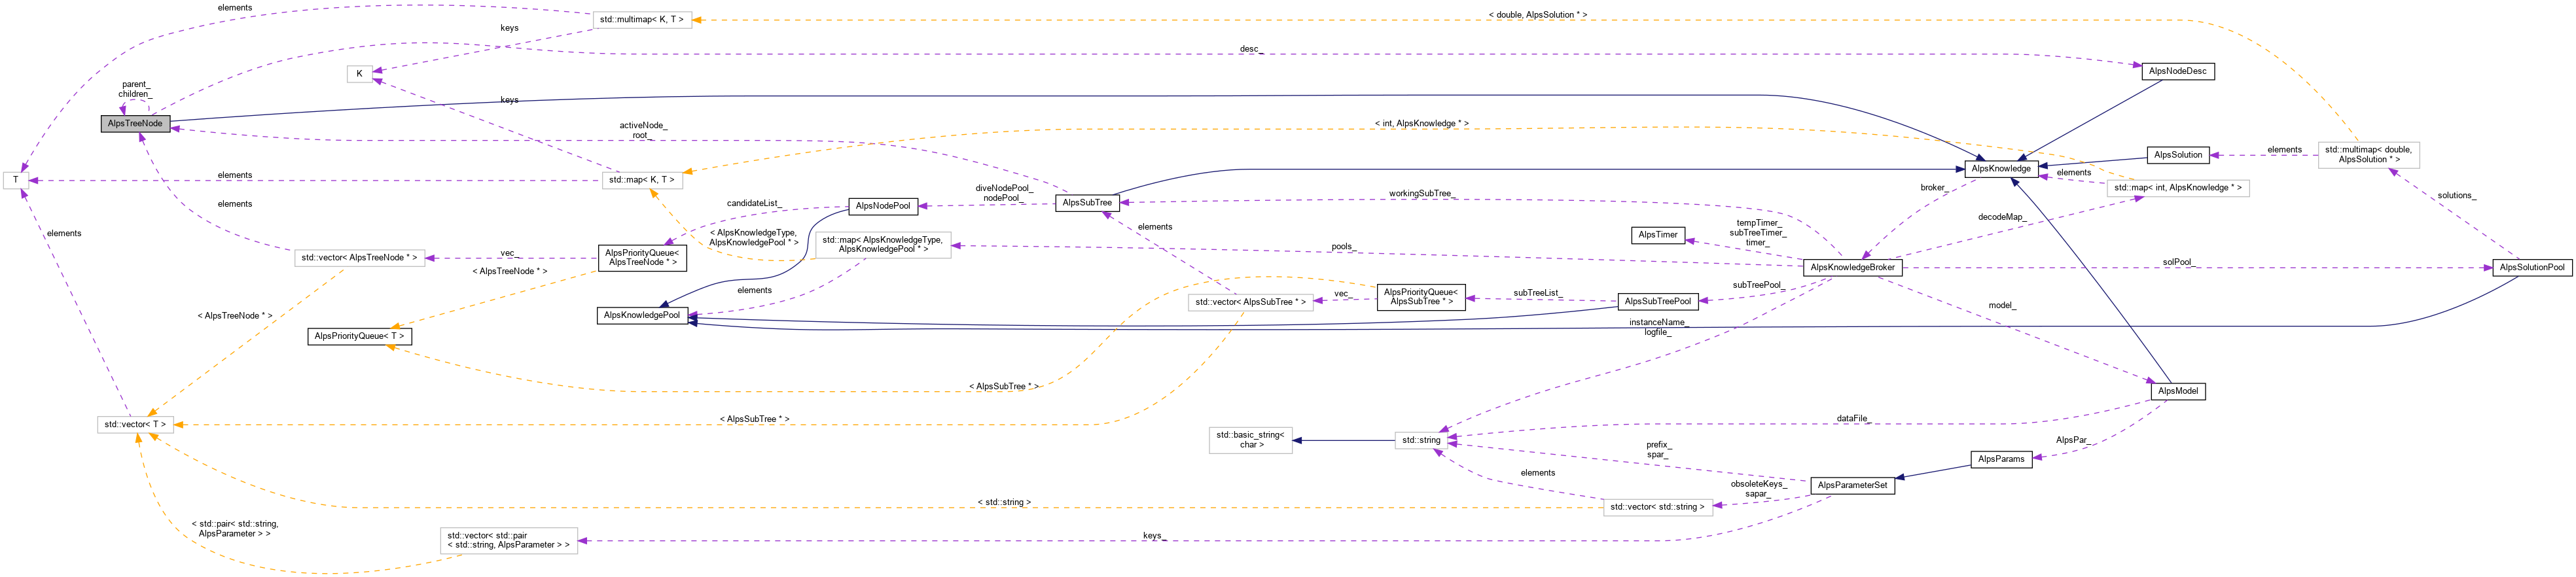 elements
std::multimap< K, T >
< double, AlpsSolution * >
keys
desc_
K
AlpsNodeDesc
parent_
children_
keys
AlpsTreeNode
activeNode_
root_
< int, AlpsKnowledge * >
std::multimap< double,
AlpsSolution * >
elements
AlpsSolution
AlpsKnowledge
T
elements
std::map< K, T >
elements
std::map< int, AlpsKnowledge * >
broker_
diveNodePool_
nodePool_
workingSubTree_
solutions_
elements
candidateList_
AlpsNodePool
AlpsSubTree
decodeMap_
elements
< AlpsKnowledgeType,
AlpsKnowledgePool * >
std::map< AlpsKnowledgeType,
AlpsKnowledgePool * >
elements
AlpsTimer
tempTimer_
subTreeTimer_
timer_
pools_
std::vector< AlpsTreeNode * >
vec_
AlpsPriorityQueue<
AlpsTreeNode * >
AlpsKnowledgeBroker
solPool_
AlpsSolutionPool
< AlpsTreeNode * >
elements
subTreePool_
std::vector< AlpsSubTree * >
vec_
AlpsPriorityQueue<
AlpsSubTree * >
subTreeList_
AlpsSubTreePool
model_
< AlpsTreeNode * >
AlpsKnowledgePool
instanceName_
logfile_
AlpsPriorityQueue< T >
< AlpsSubTree * >
AlpsModel
std::vector< T >
< AlpsSubTree * >
dataFile_
std::basic_string<
char >
std::string
prefix_
spar_
AlpsPar_
AlpsParams
elements
obsoleteKeys_
sapar_
AlpsParameterSet
< std::string >
std::vector< std::string >
< std::pair< std::string,
AlpsParameter > >
std::vector< std::pair
< std::string, AlpsParameter > >
keys_